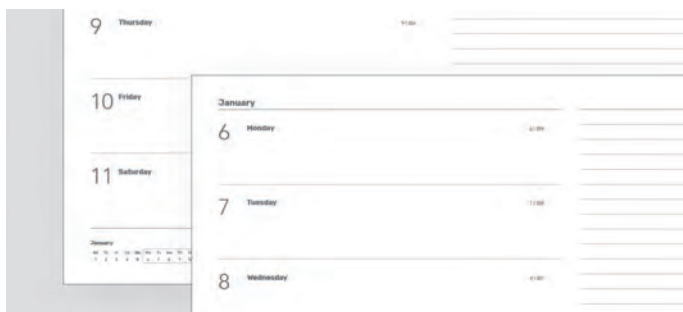 9 Thursday
10 Friday
11 Saturday
January
January
6 Monday
7 Tuesday
8 Wednesday